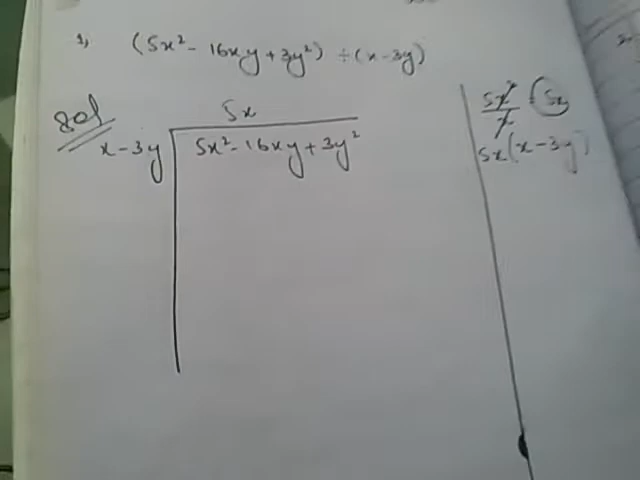 1, (5x² - 16xy + 3y²) ÷ (x - 3y)
Sol
5x
x - 3y 5x² - 16xy + 3y²
5x²/x = 5x
5x(x - 3y)